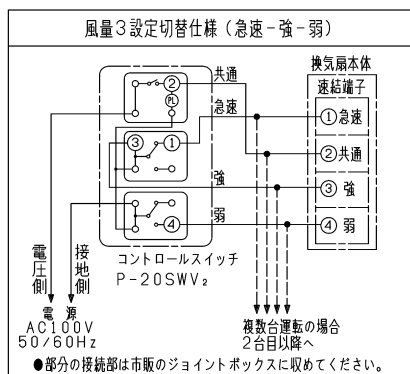 風量3設定切替仕様(急速-強-弱)
換気扇本体
速結端子
共通
急速
強
弱
② PL
③ ①
④
①急速
②共通
③ 強
④ 弱
コントロールスイッチ
P-20SWV₂
電圧側
接地側
電 源
AC100V
50/60Hz
複数台運転の場合
2台目以降へ
●部分の接続部は市販のジョイントボックスに収めてください。